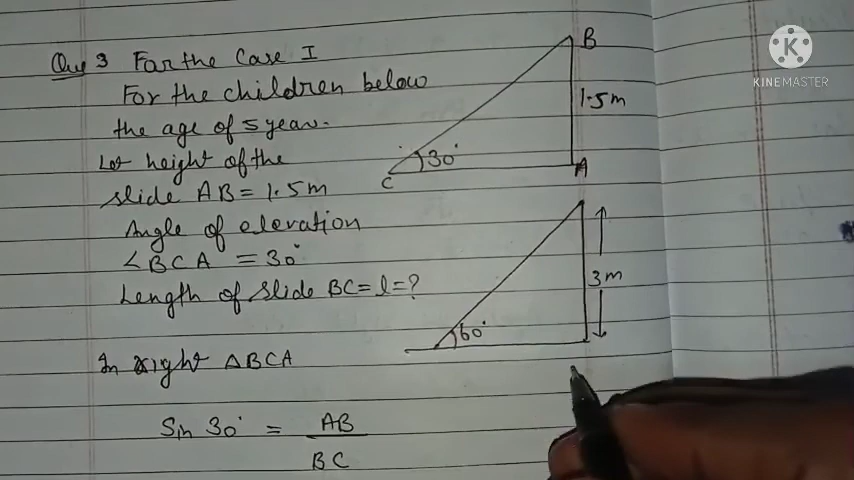 Que 3 For the Case I
For the children below
the age of 5 year.
Let height of the
slide AB = 1.5m
Angle of elevation
∠BCA = 30°
Length of slide BC = l = ?
In right △BCA
Sin 30° = AB
BC
B
1.5m
30°
C
A
3m
60°
K
KINEMASTER